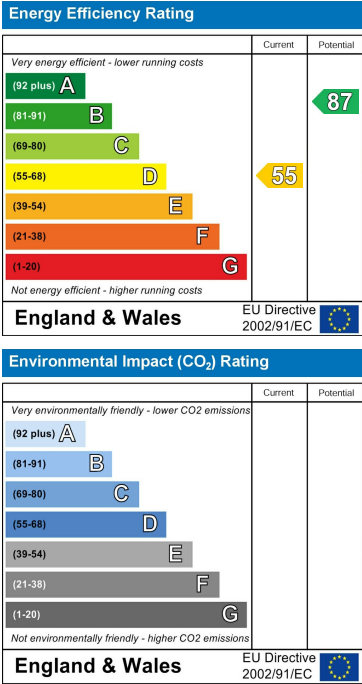 Energy Efficiency Rating
Current Potential
Very energy efficient - lower running costs
(92 plus) A
(81-91) B
(69-80) C
(55-68) D
(39-54) E
(21-38) F
(1-20) G
87
55
Not energy efficient - higher running costs
England & Wales
EU Directive
2002/91/EC
Environmental Impact (CO₂) Rating
Current Potential
Very environmentally friendly - lower CO2 emissions
(92 plus) A
(81-91) B
(69-80) C
(55-68) D
(39-54) E
(21-38) F
(1-20) G
Not environmentally friendly - higher CO2 emissions
England & Wales
EU Directive
2002/91/EC